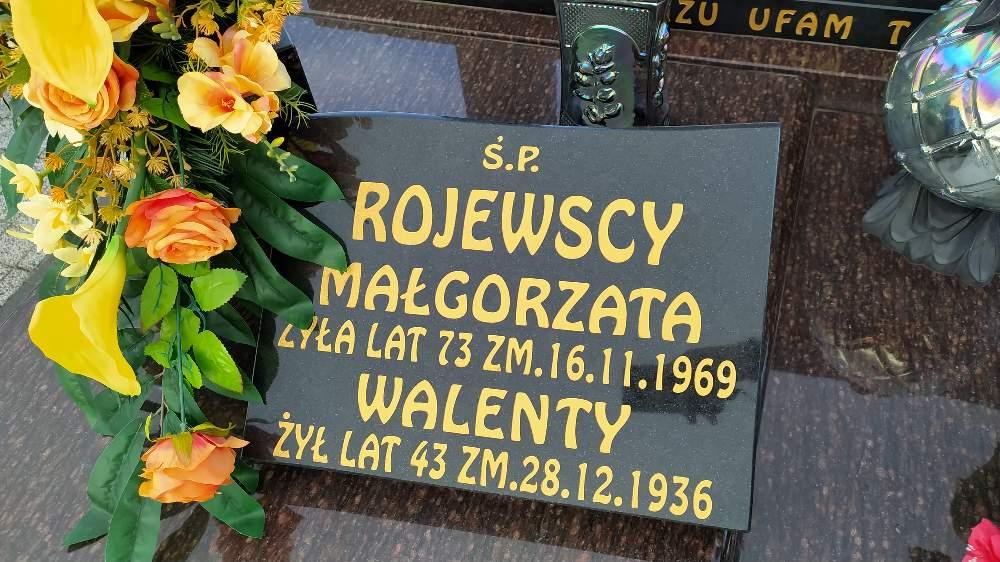 ZU UFAM T
Ś.P.
ROJEWSCY
MAŁGORZATA
ŻYŁA LAT 73 ZM.16.11.1969
WALENTY
ŻYŁ LAT 43 ZM.28.12.1936